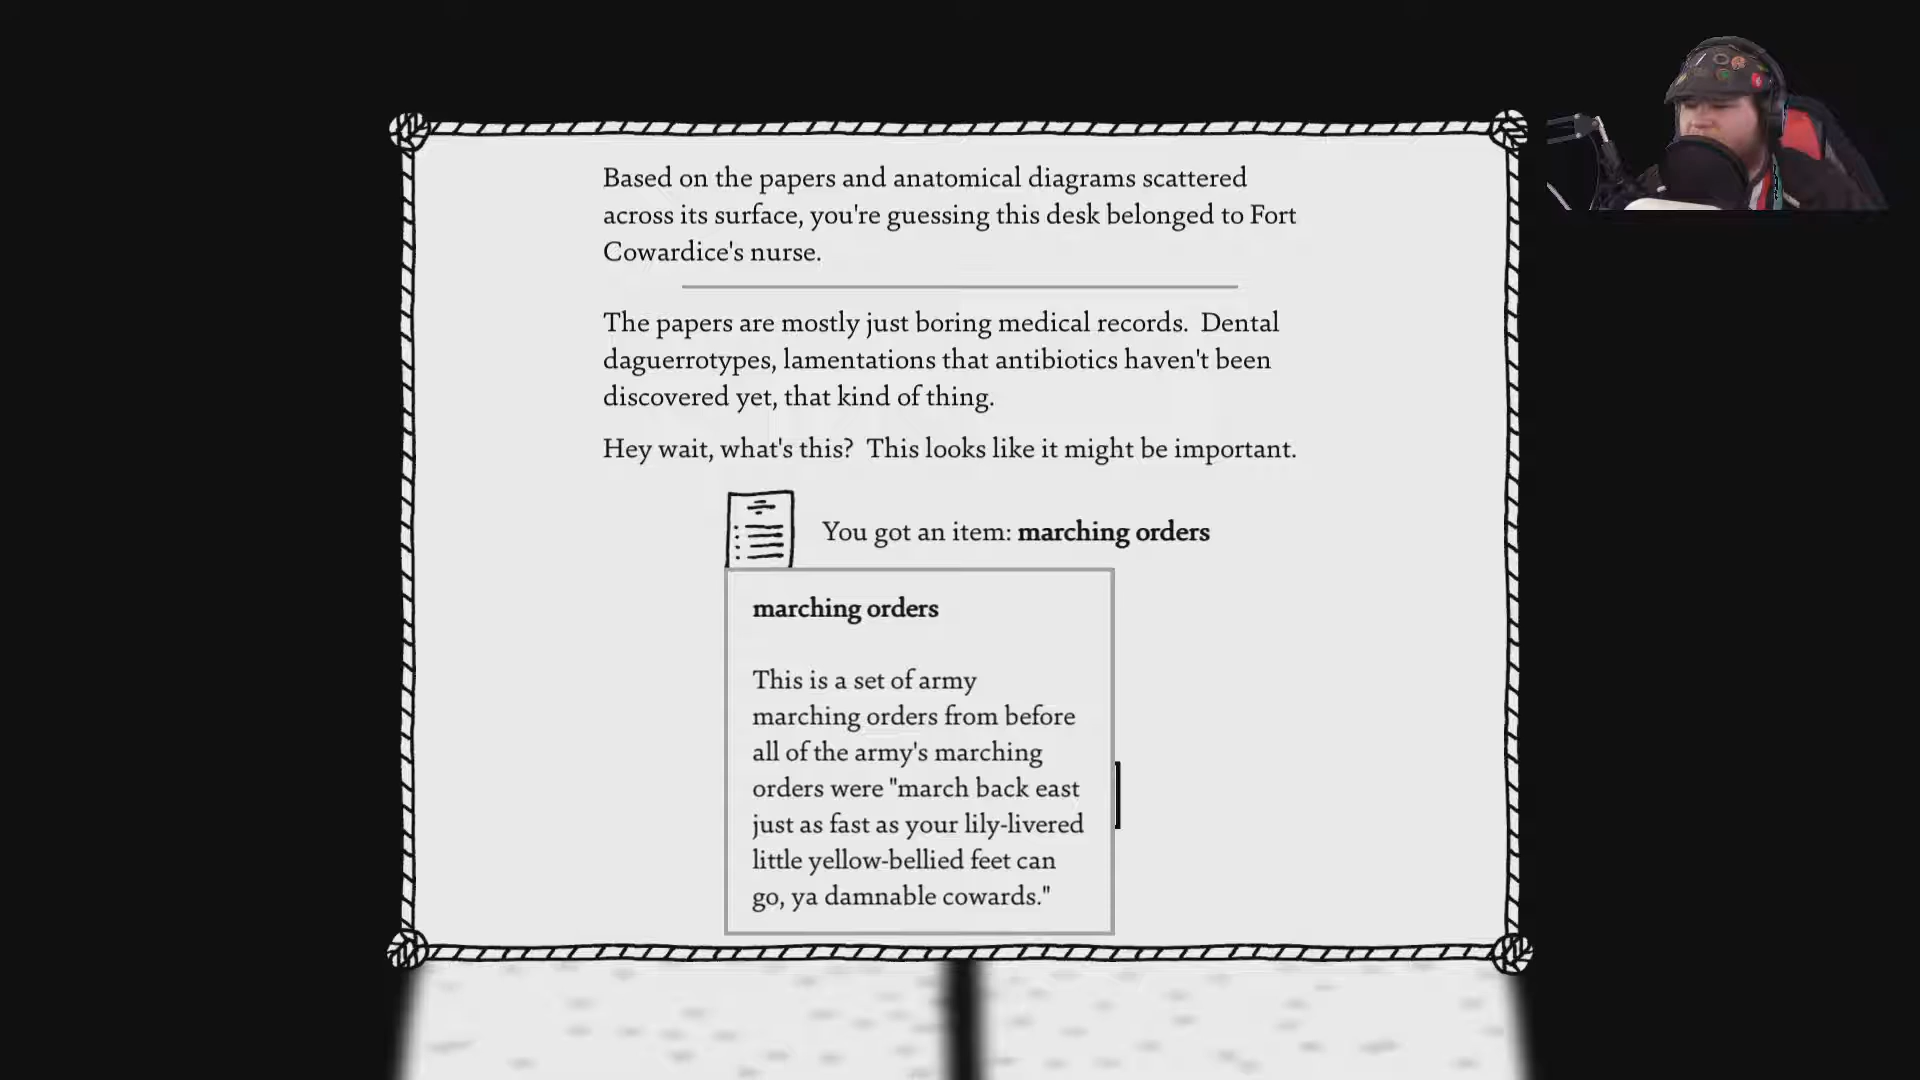 Based on the papers and anatomical diagrams scattered
across its surface, you're guessing this desk belonged to Fort
Cowardice's nurse.
The papers are mostly just boring medical records.  Dental
daguerrotypes, lamentations that antibiotics haven't been
discovered yet, that kind of thing.
Hey wait, what's this?  This looks like it might be important.
You got an item: marching orders
marching orders
This is a set of army
marching orders from before
all of the army's marching
orders were "march back east
just as fast as your lily-livered
little yellow-bellied feet can
go, ya damnable cowards."